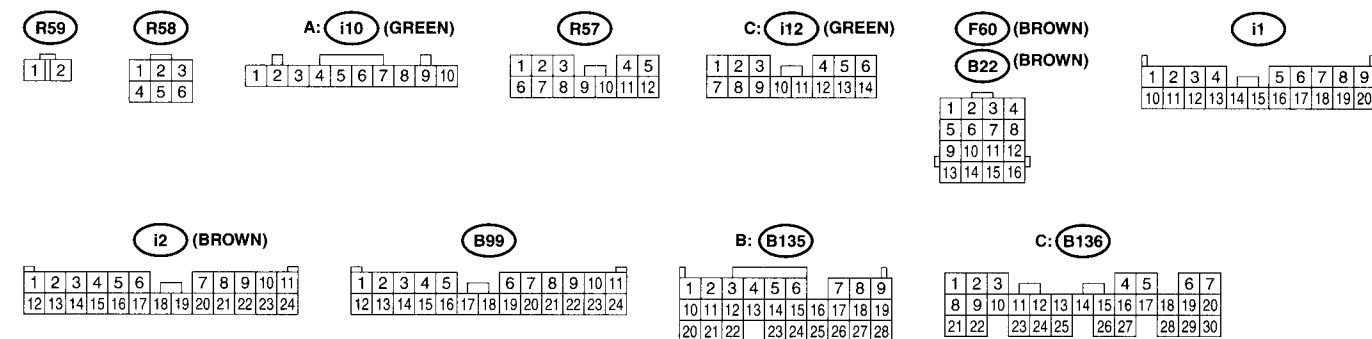 R59
1 2
R58
1 2 3
4 5 6
A: i10 (GREEN)
1 2 3 4 5 6 7 8 9 10
R57
1 2 3 4 5
6 7 8 9 10 11 12
C: i12 (GREEN)
1 2 3 4 5 6
7 8 9 10 11 12 13 14
F60 (BROWN)
B22 (BROWN)
1 2 3 4
5 6 7 8
9 10 11 12
13 14 15 16
i1
1 2 3 4 5 6 7 8 9
10 11 12 13 14 15 16 17 18 19 20
i2 (BROWN)
1 2 3 4 5 6 7 8 9 10 11
12 13 14 15 16 17 18 19 20 21 22 23 24
B99
1 2 3 4 5 6 7 8 9 10 11
12 13 14 15 16 17 18 19 20 21 22 23 24
B: B135
1 2 3 4 5 6 7 8 9
10 11 12 13 14 15 16 17 18 19
20 21 22 23 24 25 26 27 28
C: B136
1 2 3 4 5 6 7
8 9 10 11 12 13 14 15 16 17 18 19 20
21 22 23 24 25 26 27 28 29 30